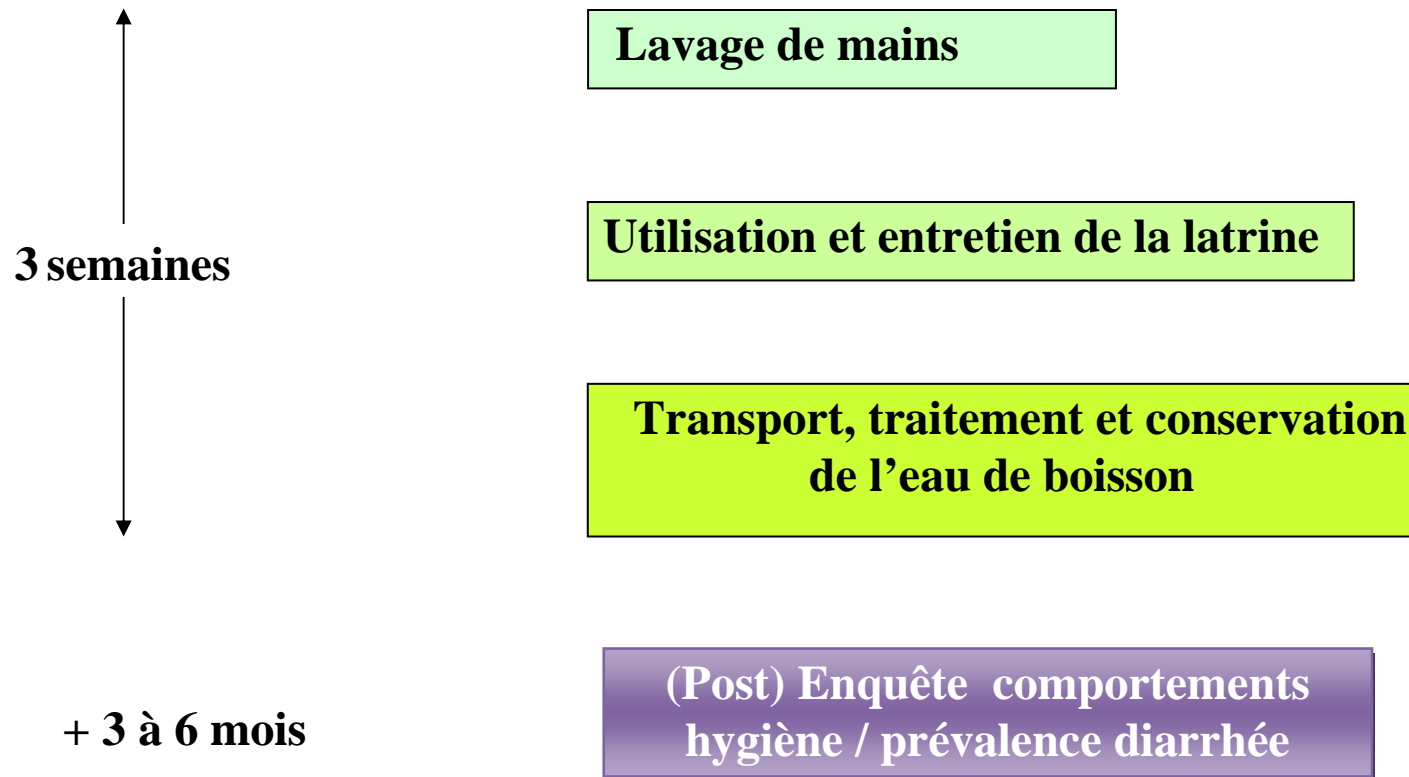 Lavage de mains
Utilisation et entretien de la latrine
3 semaines
Transport, traitement et conservation
de l’eau de boisson
(Post) Enquête comportements
hygiène / prévalence diarrhée
+ 3 à 6 mois